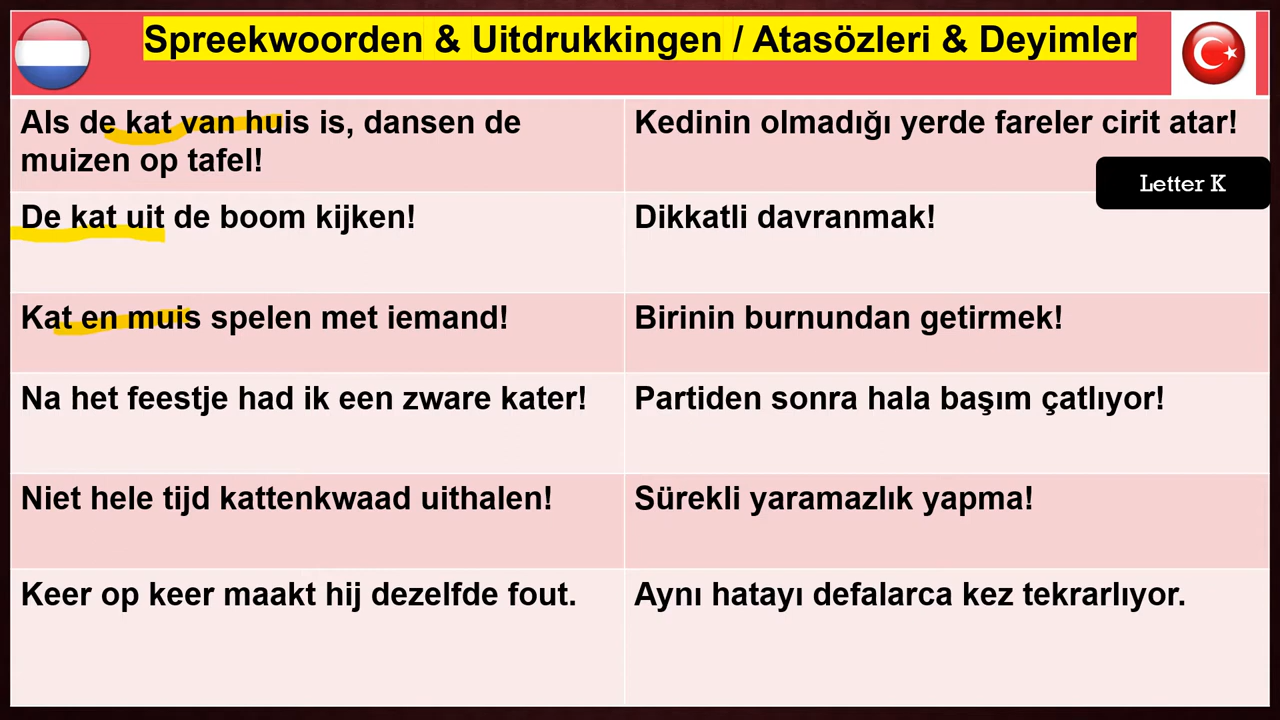 Spreekwoorden & Uitdrukkingen / Atasözleri & Deyimler
Als de kat van huis is, dansen de
muizen op tafel!
Kedinin olmadığı yerde fareler cirit atar!
Letter K
De kat uit de boom kijken!
Dikkatli davranmak!
Kat en muis spelen met iemand!
Birinin burnundan getirmek!
Na het feestje had ik een zware kater!
Partiden sonra hala başım çatlıyor!
Niet hele tijd kattenkwaad uithalen!
Sürekli yaramazlık yapma!
Keer op keer maakt hij dezelfde fout.
Aynı hatayı defalarca kez tekrarlıyor.